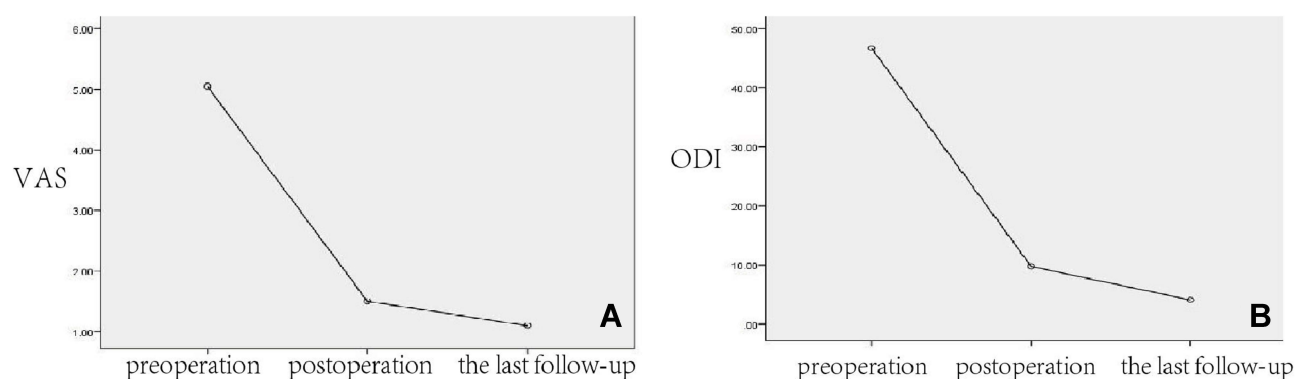 6.00
5.00
4.00
VAS
3.00
2.00
1.00
A
preoperation postoperation the last follow-up
50.00
40.00
30.00
ODI
20.00
10.00
.00
B
preoperation postoperation the last follow-up